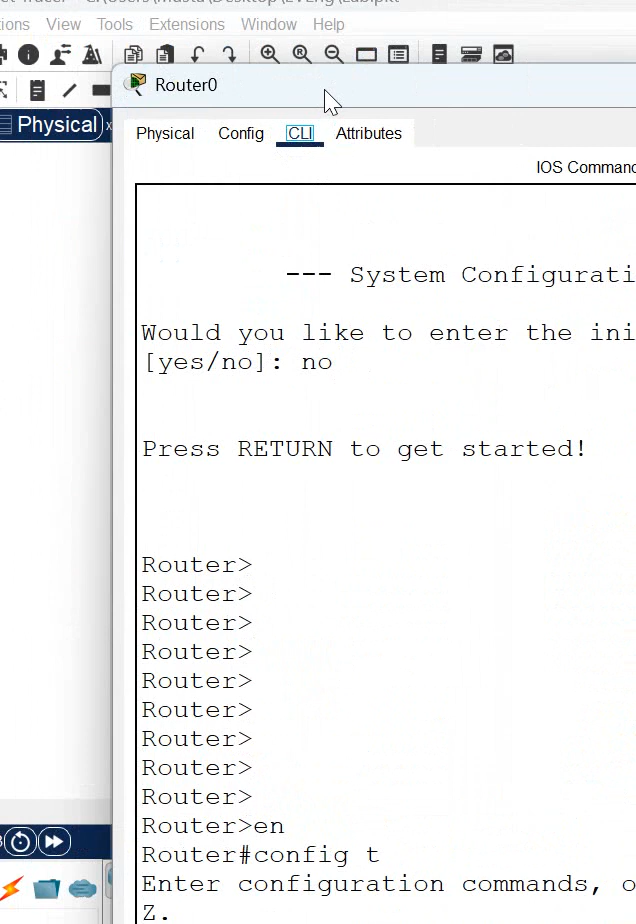 ions View Tools Extensions Window Help
Router0
Physical x
Physical Config CLI Attributes
IOS Command
--- System Configurati
Would you like to enter the ini
[yes/no]: no
Press RETURN to get started!
Router>
Router>
Router>
Router>
Router>
Router>
Router>
Router>
Router>
Router>en
Router#config t
Enter configuration commands, o
Z.